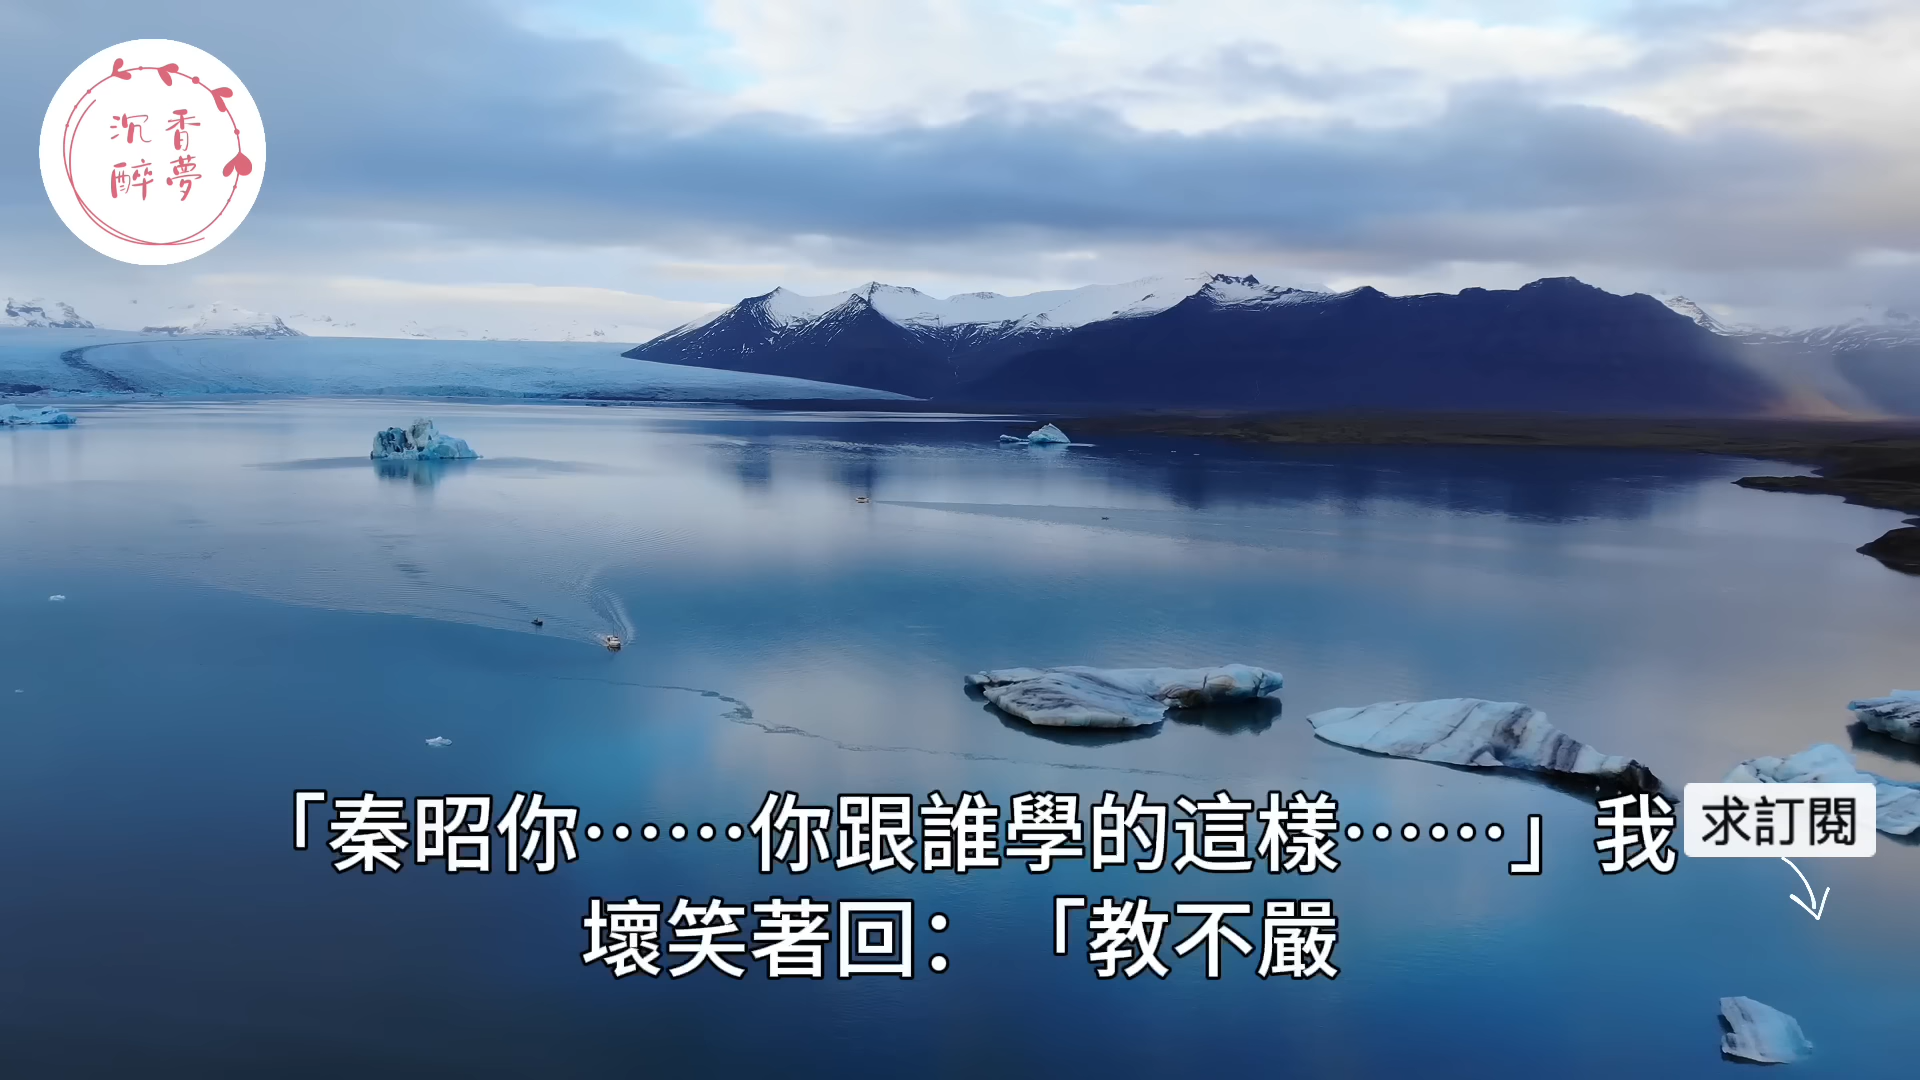 沉香
醉夢
「秦昭你……你跟誰學的這樣……」我
求訂閱
壞笑著回：「教不嚴